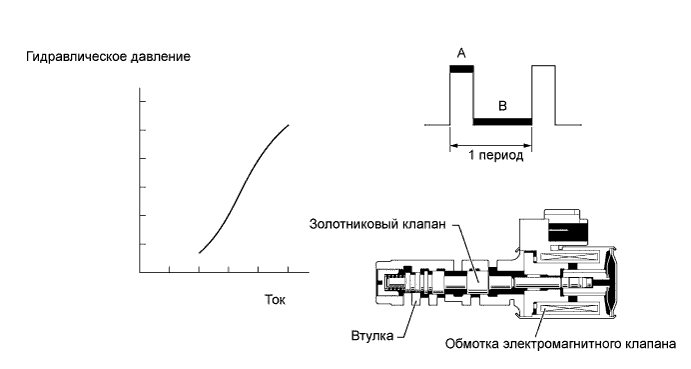 Гидравлическое давление
A
B
1 период
Золотниковый клапан
Ток
Втулка
Обмотка электромагнитного клапана